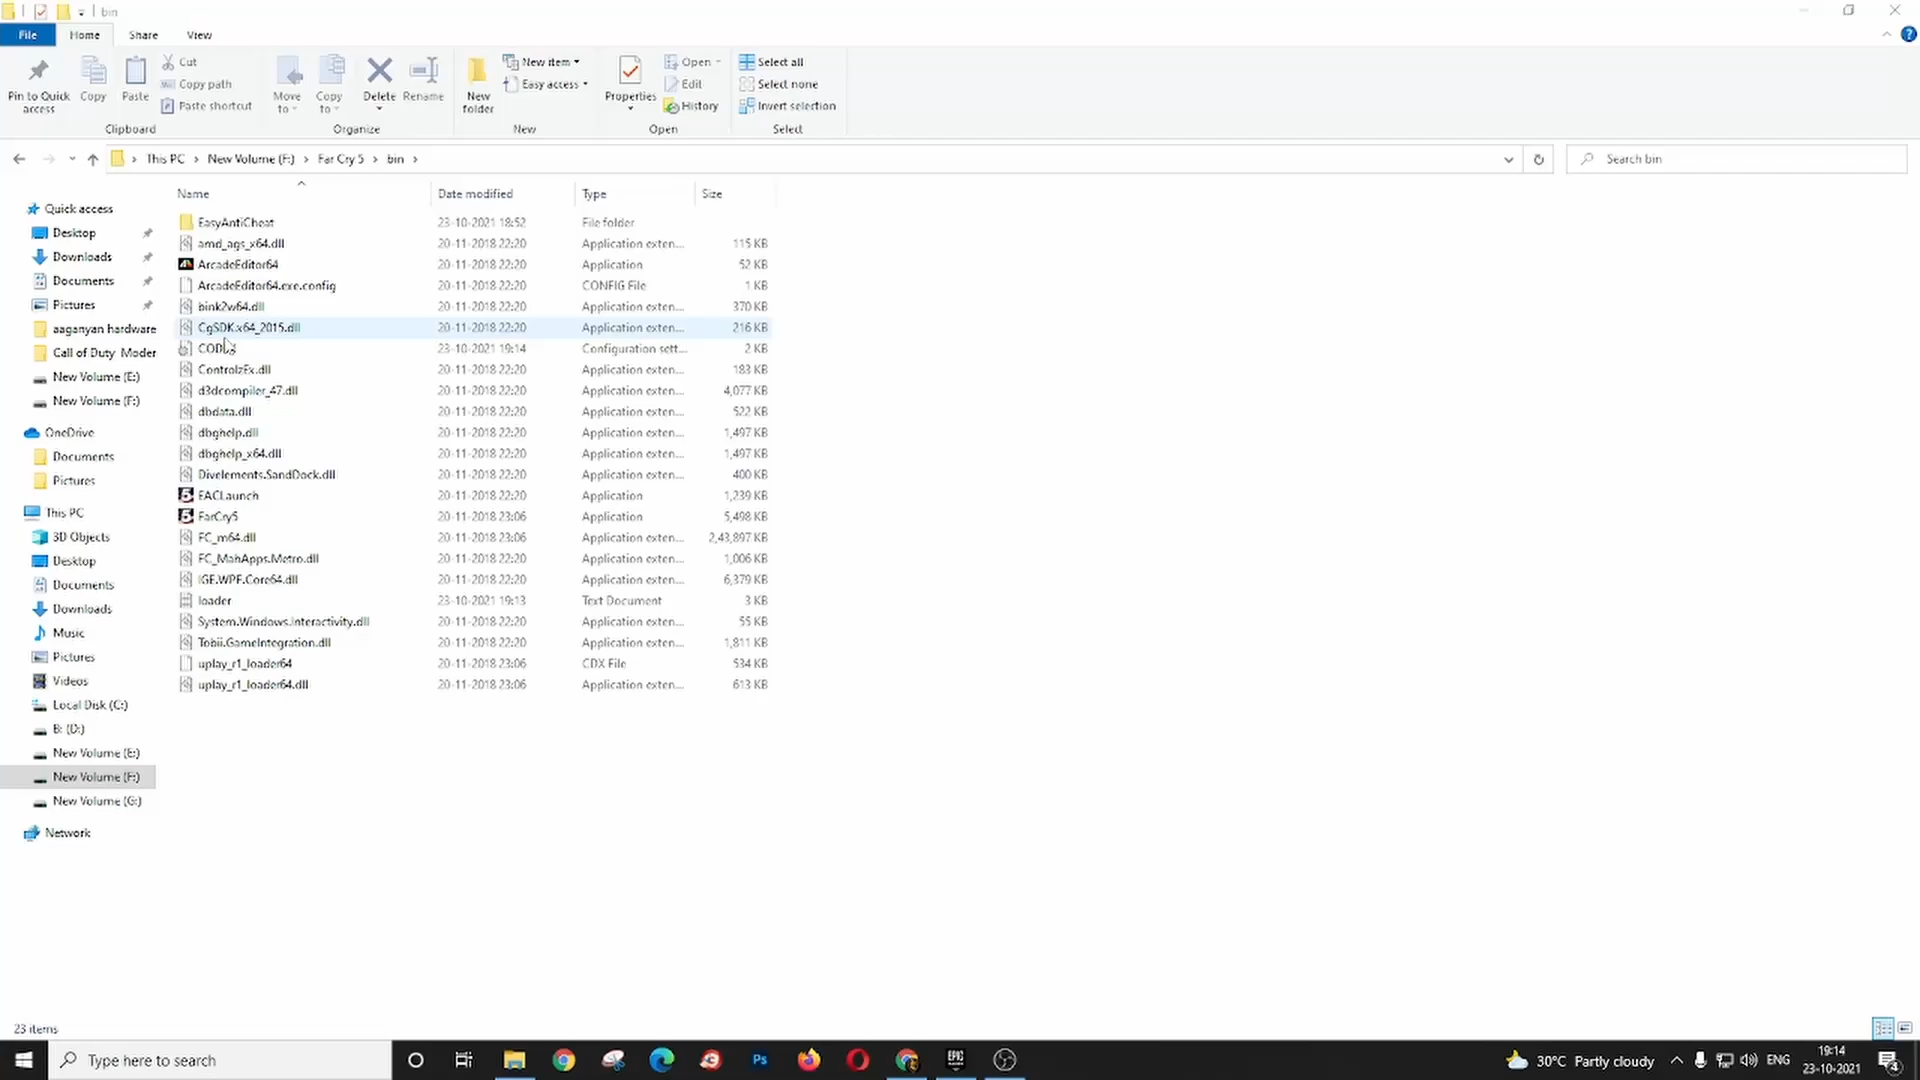 bin
File Home Share View
Pin to Quick access
Copy
Paste
Cut
Copy path
Paste shortcut
Clipboard
Move to
Copy to
Delete
Rename
Organize
New folder
New item
Easy access
New
Properties
Open
Edit
History
Open
Select all
Select none
Invert selection
Select
This PC > New Volume (F:) > Far Cry 5 > bin >
Search bin
Name Date modified Type Size
EasyAntiCheat 23-10-2021 18:52 File folder
amd_ags_x64.dll 20-11-2018 22:20 Application exten... 115 KB
ArcadeEditor64 20-11-2018 22:20 Application 52 KB
ArcadeEditor64.exe.config 20-11-2018 22:20 CONFIG File 1 KB
bink2w64.dll 20-11-2018 22:20 Application exten... 370 KB
CgSDK.x64_2015.dll 20-11-2018 22:20 Application exten... 216 KB
23-10-2021 19:14 Configuration sett... 2 KB
ControlzEx.dll 20-11-2018 22:20 Application exten... 183 KB
d3dcompiler_47.dll 20-11-2018 22:20 Application exten... 4,077 KB
dbdata.dll 20-11-2018 22:20 Application exten... 522 KB
dbghelp.dll 20-11-2018 22:20 Application exten... 1,497 KB
dbghelp_x64.dll 20-11-2018 22:20 Application exten... 1,497 KB
Divelements.SandDock.dll 20-11-2018 22:20 Application exten... 400 KB
EACLaunch 20-11-2018 22:20 Application 1,239 KB
FarCry5 20-11-2018 23:06 Application 5,498 KB
FC_m64.dll 20-11-2018 23:06 Application exten... 2,43,897 KB
FC_MahApps.Metro.dll 20-11-2018 22:20 Application exten... 1,006 KB
IGE.WPF.Core64.dll 20-11-2018 22:20 Application exten... 6,379 KB
loader 23-10-2021 19:13 Text Document 3 KB
System.Windows.Interactivity.dll 20-11-2018 22:20 Application exten... 55 KB
Tobii.GameIntegration.dll 20-11-2018 22:20 Application exten... 1,811 KB
uplay_r1_loader64 20-11-2018 23:06 CDX File 534 KB
uplay_r1_loader64.dll 20-11-2018 23:06 Application exten... 613 KB
Quick access
Desktop
Downloads
Documents
Pictures
aaganyan hardware
Call of Duty Moder
New Volume (E:)
New Volume (F:)
OneDrive
Documents
Pictures
This PC
3D Objects
Desktop
Documents
Downloads
Music
Pictures
Videos
Local Disk (C:)
B: (D:)
New Volume (E:)
New Volume (F:)
New Volume (G:)
Network
23 items
Type here to search
Ps
EPIC
30°C Partly cloudy
ENG
19:14
23-10-2021
4